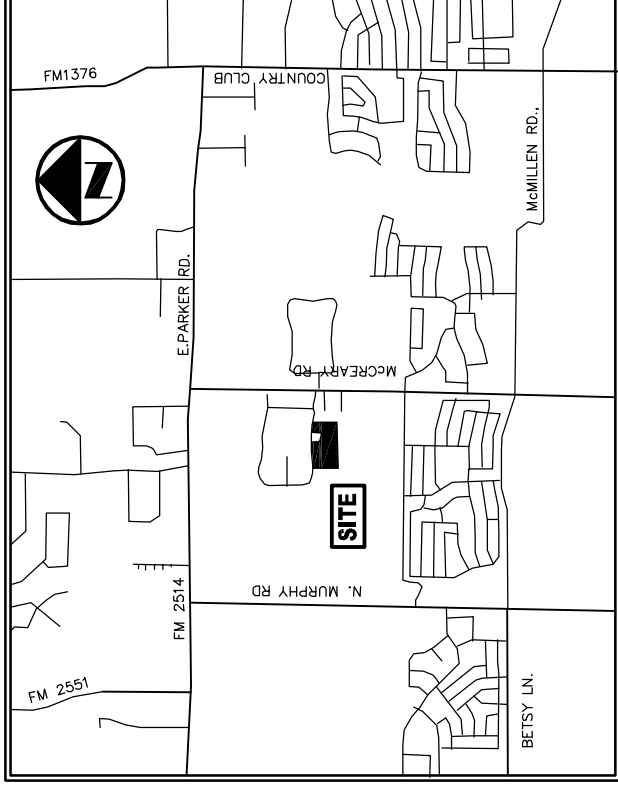 FM1376
COUNTRY CLUB
N
McMILLEN RD.,
E.PARKER RD.
McCREARY RD
SITE
N. MURPHY RD
FM 2514
FM 2551
BETSY LN.